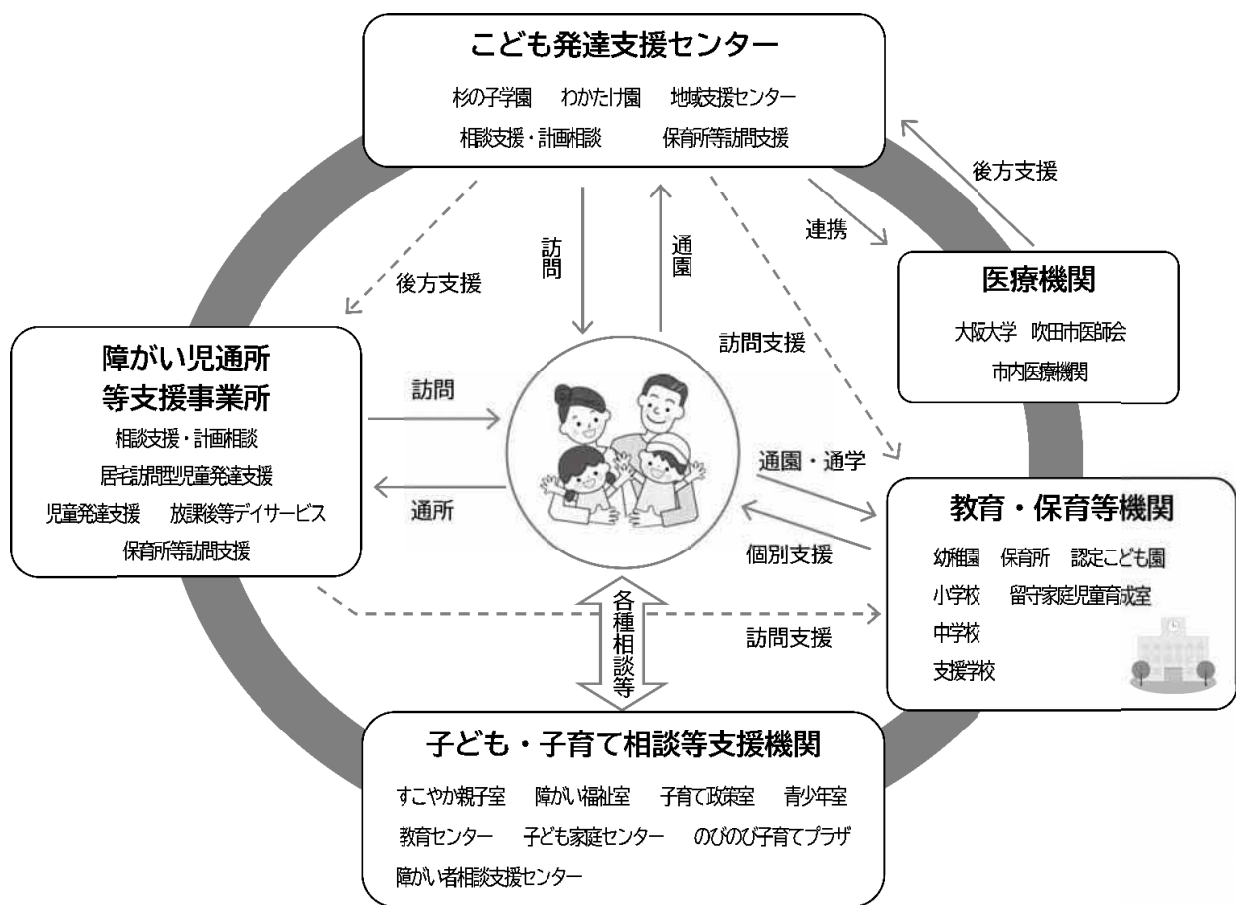 こども発達支援センター
杉の子学園 わかたけ園 地域支援センター
相談支援・計画相談 保育所等訪問支援
後方支援
連携
訪問
通園
後方支援
訪問支援
医療機関
大阪大学 吹田市医師会
市内医療機関
障がい児通所
等支援事業所
相談支援・計画相談
居宅訪問型児童発達支援
児童発達支援 放課後等デイサービス
保育所等訪問支援
訪問
通所
通園・通学
個別支援
教育・保育等機関
幼稚園 保育所 認定こども園
小学校 留守家庭児童育成室
中学校
支援学校
各種相談等
訪問支援
子ども・子育て相談等支援機関
すこやか親子室 障がい福祉室 子育て政策室 青少年室
教育センター 子ども家庭センター のびのび子育てプラザ
障がい者相談支援センター